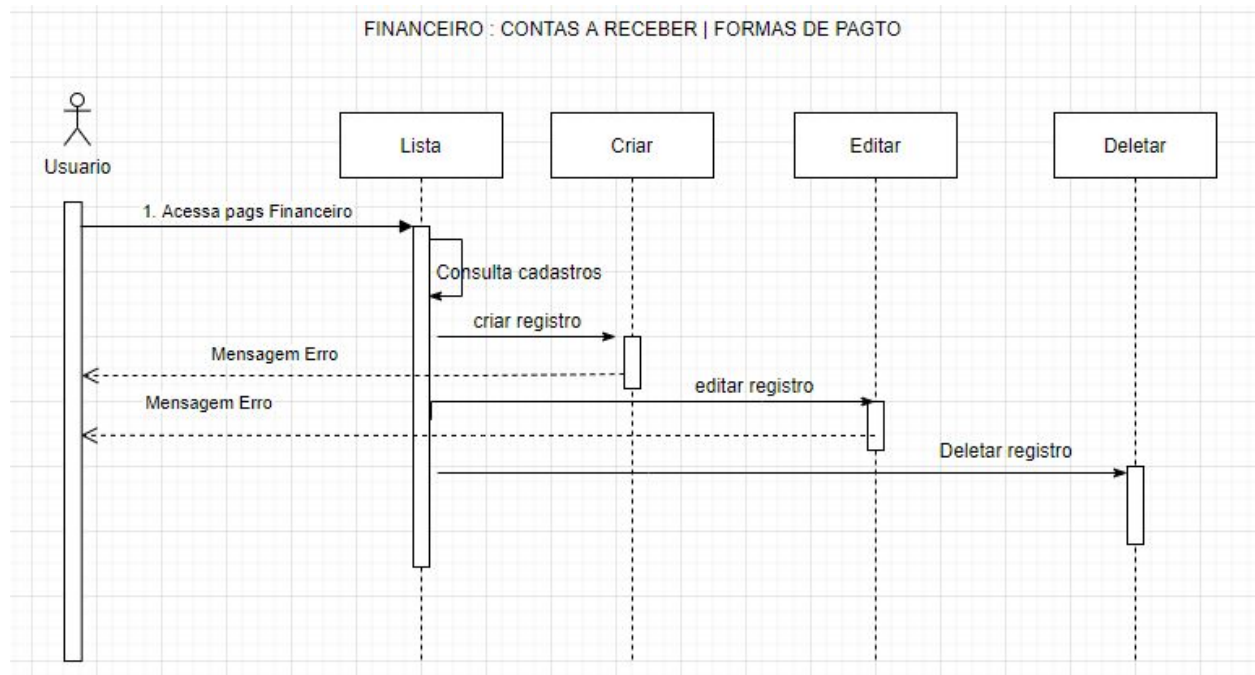 FINANCEIRO : CONTAS A RECEBER | FORMAS DE PAGTO
Usuario
Lista
Criar
Editar
Deletar
1. Acessa pags Financeiro
Consulta cadastros
criar registro
Mensagem Erro
editar registro
Mensagem Erro
Deletar registro